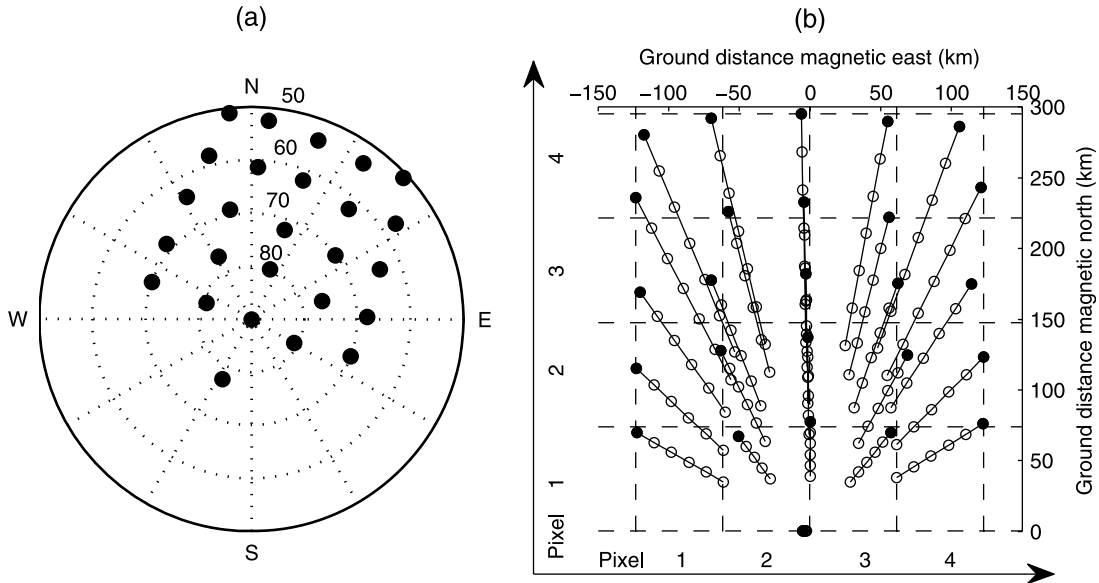 (a)
N
50
60
70
80
W
E
S
(b)
Ground distance magnetic east (km)
−150 −100 −50 0 50 100 150
300
250
200
150
100
50
0
Ground distance magnetic north (km)
4
3
2
1
Pixel
Pixel 1 2 3 4